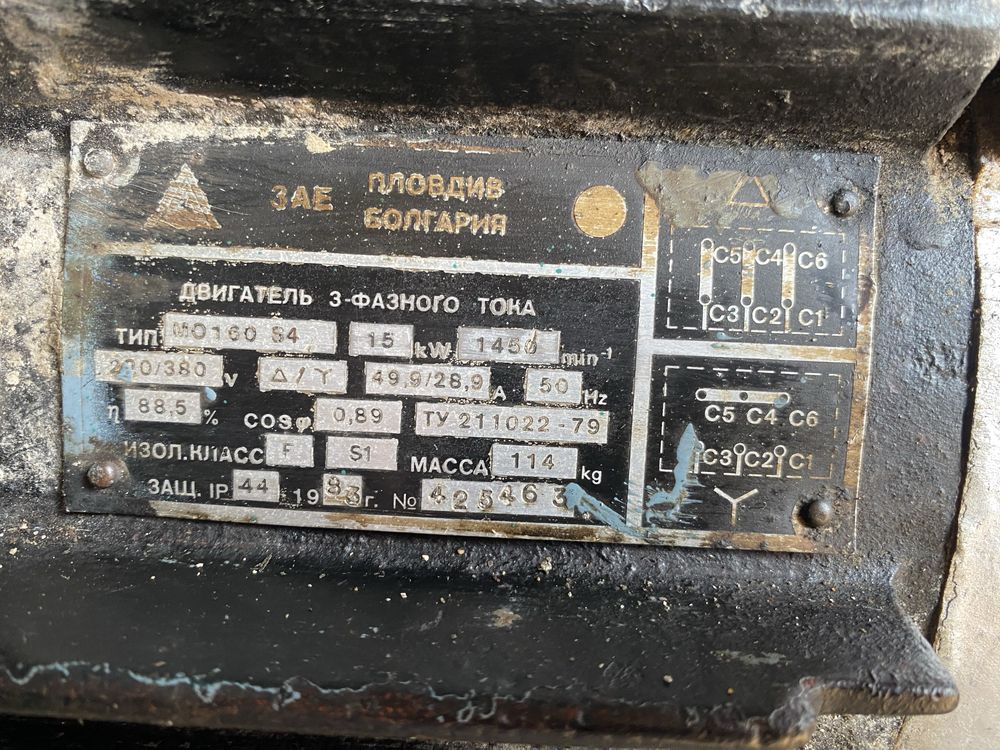 ЗАЕ ПЛОВДИВ
БОЛГАРИЯ
ДВИГАТЕЛЬ 3-ФАЗНОГО ТОКА
ТИП МО160 S4 15 kW 1450 min⁻¹
220/380 V Δ/Y 49,9/28,9 A 50 Hz
η 88,5 % COSφ 0,89 ТУ 211022-79
ИЗОЛ.КЛАСС F S1 МАССА 114 kg
ЗАЩ. IP 44 1983г. № 425463
Δ
C5 C4 C6
C3 C2 C1
C5 C4 C6
C3 C2 C1
Y